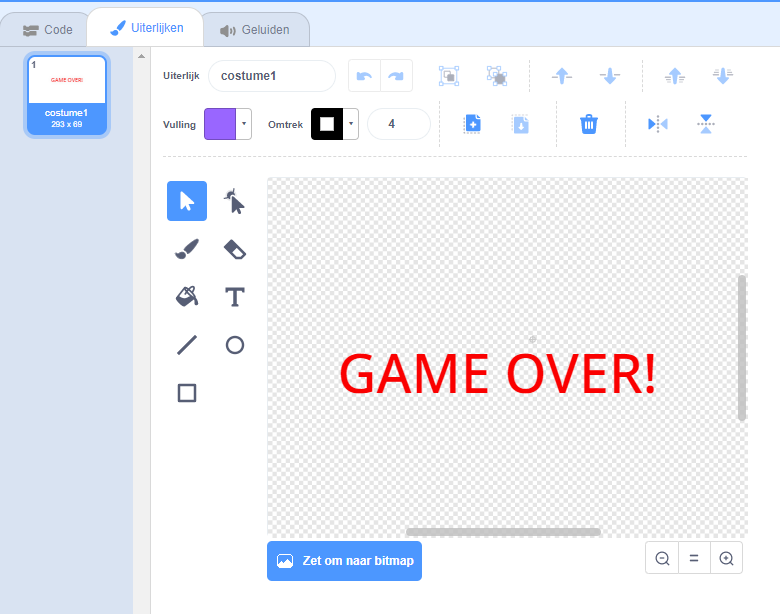 Code
Uiterlijken
Geluiden
1
GAME OVER!
costume1
293 x 69
Uiterlijk
costume1
Vulling
Omtrek
4
T
GAME OVER!
Zet om naar bitmap